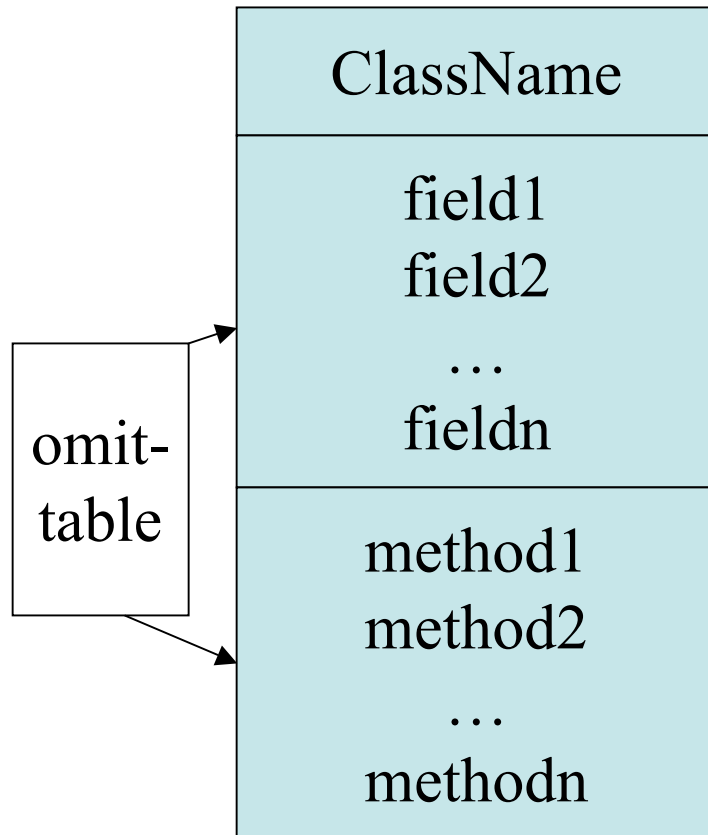 ClassName
field1
field2
…
fieldn
omit-
table
method1
method2
…
methodn